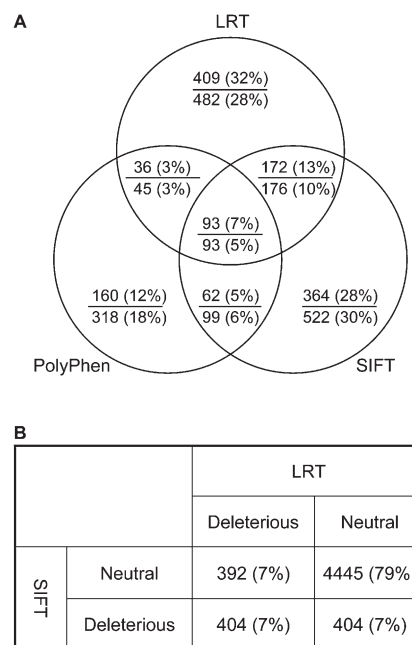 A
LRT
409 (32%)
482 (28%)
36 (3%)
45 (3%)
172 (13%)
176 (10%)
93 (7%)
93 (5%)
160 (12%)
318 (18%)
62 (5%)
99 (6%)
364 (28%)
522 (30%)
PolyPhen
SIFT
B
LRT
Deleterious
Neutral
SIFT
Neutral
392 (7%)
4445 (79%
Deleterious
404 (7%)
404 (7%)